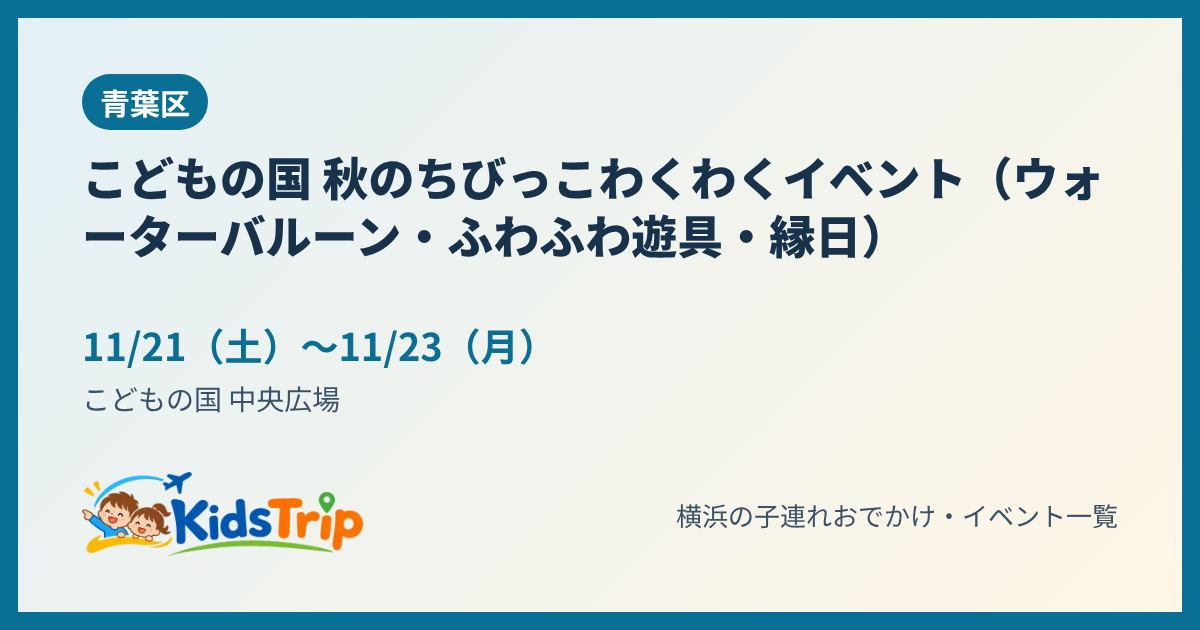 青葉区
こどもの国 秋のちびっこわくわくイベント（ウォ
ーターバルーン・ふわふわ遊具・縁日）
11/21（土）〜11/23（月）
こどもの国 中央広場
KidsTrip
横浜の子連れおでかけ・イベント一覧